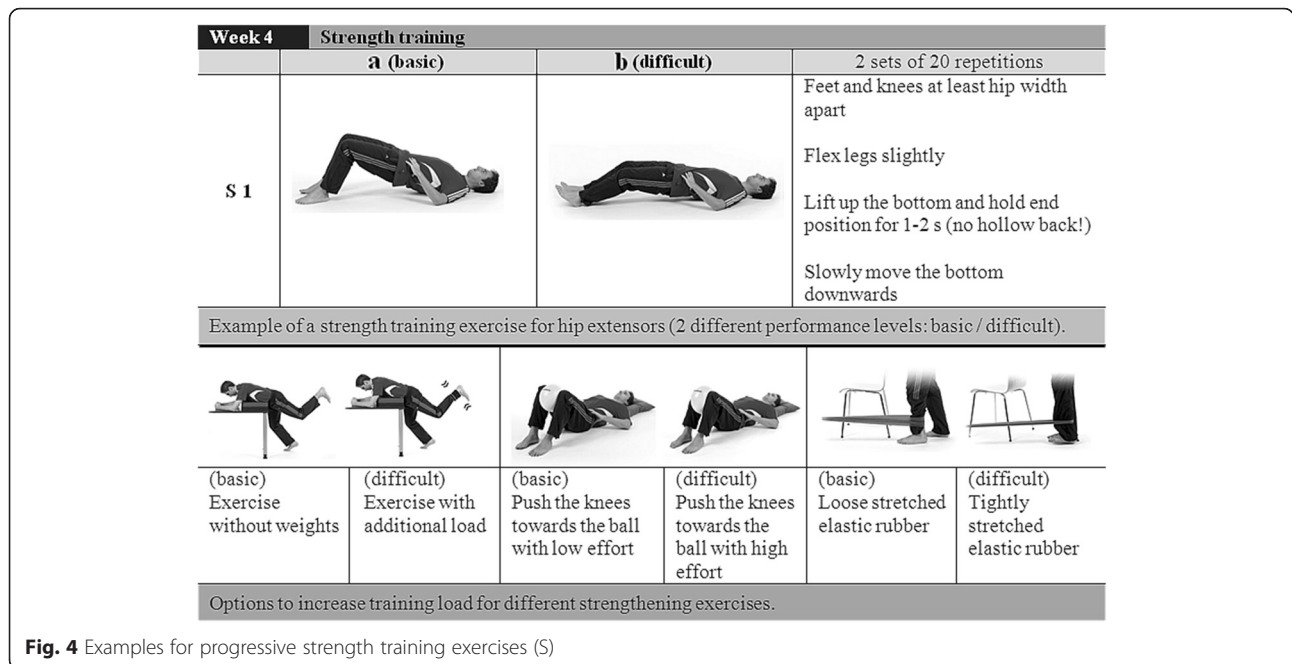 Week 4 Strength training
a (basic) b (difficult) 2 sets of 20 repetitions
S 1
Feet and knees at least hip width
apart
Flex legs slightly
Lift up the bottom and hold end
position for 1-2 s (no hollow back!)
Slowly move the bottom
downwards
Example of a strength training exercise for hip extensors (2 different performance levels: basic / difficult).
(basic)
Exercise
without weights
(difficult)
Exercise with
additional load
(basic)
Push the knees
towards the ball
with low effort
(difficult)
Push the knees
towards the
ball with high
effort
(basic)
Loose stretched
elastic rubber
(difficult)
Tightly
stretched
elastic rubber
Options to increase training load for different strengthening exercises.
Fig. 4 Examples for progressive strength training exercises (S)